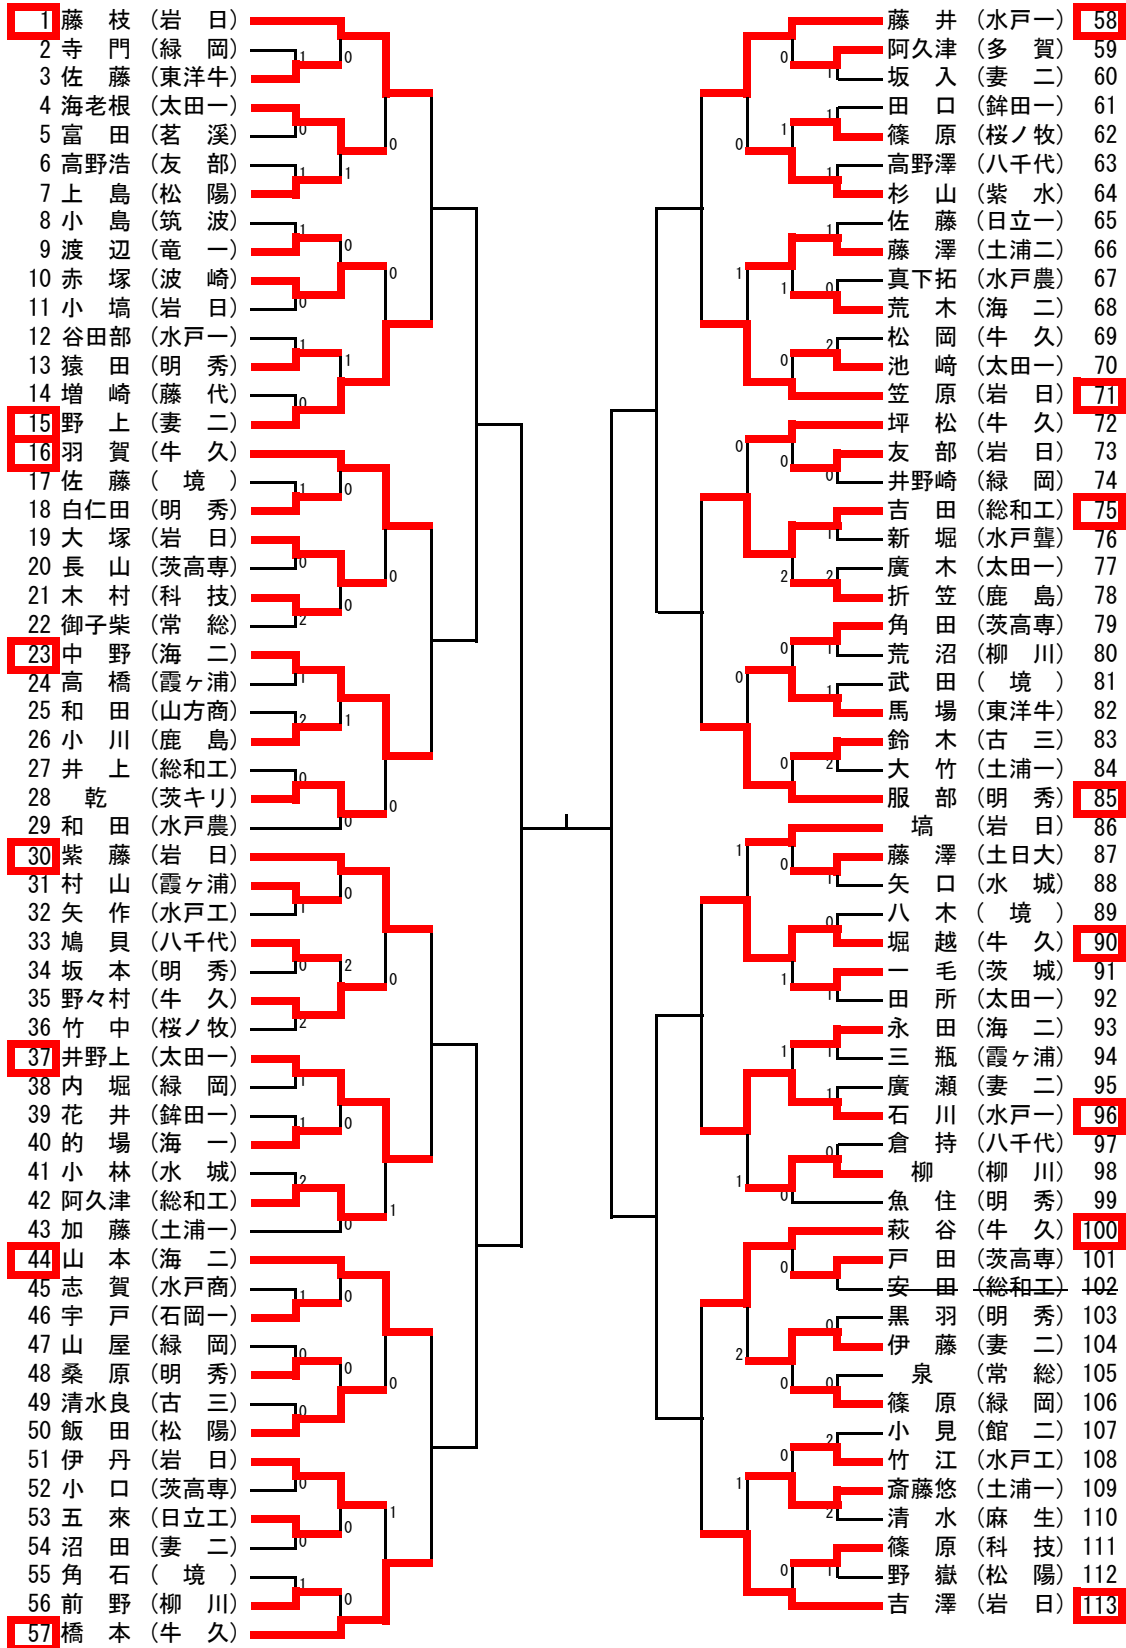 1 藤 枝 (岩 日)
2 寺 門 (緑 岡)
3 佐 藤 (東洋牛)
4 海老根 (太田一)
5 富 田 (茗 溪)
6 高野浩 (友 部)
7 上 島 (松 陽)
8 小 島 (筑 波)
9 渡 辺 (竜 一)
10 赤 塚 (波 崎)
11 小 塙 (岩 日)
12 谷田部 (水戸一)
13 猿 田 (明 秀)
14 増 崎 (藤 代)
15 野 上 (妻 二)
16 羽 賀 (牛 久)
17 佐 藤 ( 境 )
18 白仁田 (明 秀)
19 大 塚 (岩 日)
20 長 山 (茨高専)
21 木 村 (科 技)
22 御子柴 (常 総)
23 中 野 (海 二)
24 高 橋 (霞ヶ浦)
25 和 田 (山方商)
26 小 川 (鹿 島)
27 井 上 (総和工)
28 乾 (茨キリ)
29 和 田 (水戸農)
30 紫 藤 (岩 日)
31 村 山 (霞ヶ浦)
32 矢 作 (水戸工)
33 鳩 貝 (八千代)
34 坂 本 (明 秀)
35 野々村 (牛 久)
36 竹 中 (桜ノ牧)
37 井野上 (太田一)
38 内 堀 (緑 岡)
39 花 井 (鉾田一)
40 的 場 (海 一)
41 小 林 (水 城)
42 阿久津 (総和工)
43 加 藤 (土浦一)
44 山 本 (海 二)
45 志 賀 (水戸商)
46 宇 戸 (石岡一)
47 山 屋 (緑 岡)
48 桑 原 (明 秀)
49 清水良 (古 三)
50 飯 田 (松 陽)
51 伊 丹 (岩 日)
52 小 口 (茨高専)
53 五 來 (日立工)
54 沼 田 (妻 二)
55 角 石 ( 境 )
56 前 野 (柳 川)
57 橋 本 (牛 久)
藤 井 (水戸一) 58
阿久津 (多 賀) 59
坂 入 (妻 二) 60
田 口 (鉾田一) 61
篠 原 (桜ノ牧) 62
高野澤 (八千代) 63
杉 山 (紫 水) 64
佐 藤 (日立一) 65
藤 澤 (土浦二) 66
真下拓 (水戸農) 67
荒 木 (海 二) 68
松 岡 (牛 久) 69
池 﨑 (太田一) 70
笠 原 (岩 日) 71
坪 松 (牛 久) 72
友 部 (岩 日) 73
井野崎 (緑 岡) 74
吉 田 (総和工) 75
新 堀 (水戸聾) 76
廣 木 (太田一) 77
折 笠 (鹿 島) 78
角 田 (茨高専) 79
荒 沼 (柳 川) 80
武 田 ( 境 ) 81
馬 場 (東洋牛) 82
鈴 木 (古 三) 83
大 竹 (土浦一) 84
服 部 (明 秀) 85
塙 (岩 日) 86
藤 澤 (土日大) 87
矢 口 (水 城) 88
八 木 ( 境 ) 89
堀 越 (牛 久) 90
一 毛 (茨 城) 91
田 所 (太田一) 92
永 田 (海 二) 93
三 瓶 (霞ヶ浦) 94
廣 瀬 (妻 二) 95
石 川 (水戸一) 96
倉 持 (八千代) 97
柳 (柳 川) 98
魚 住 (明 秀) 99
萩 谷 (牛 久) 100
戸 田 (茨高専) 101
安 田 (総和工) 102
黒 羽 (明 秀) 103
伊 藤 (妻 二) 104
泉 (常 総) 105
篠 原 (緑 岡) 106
小 見 (館 二) 107
竹 江 (水戸工) 108
斎藤悠 (土浦一) 109
清 水 (麻 生) 110
篠 原 (科 技) 111
野 嶽 (松 陽) 112
吉 澤 (岩 日) 113